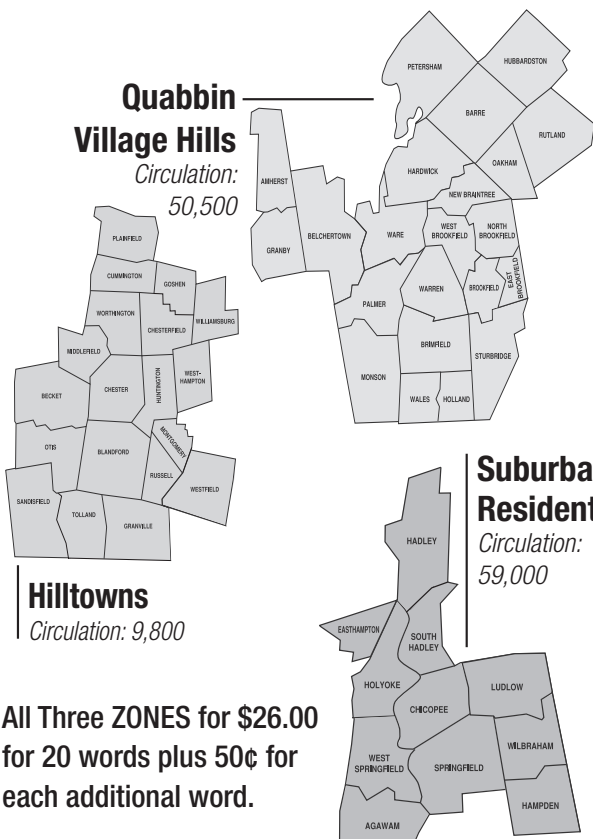 Quabbin
Village Hills
Circulation:
50,500
PETERSHAM
HUBBARDSTON
BARRE
RUTLAND
OAKHAM
HARDWICK
NEW BRAINTREE
AMHERST
BELCHERTOWN
GRANBY
WARE
WEST
BROOKFIELD
NORTH
BROOKFIELD
PALMER
WARREN
BROOKFIELD
EAST
BROOKFIELD
BRIMFIELD
STURBRIDGE
MONSON
WALES
HOLLAND
PLAINFIELD
CUMMINGTON
GOSHEN
WORTHINGTON
CHESTERFIELD
WILLIAMSBURG
MIDDLEFIELD
BECKET
CHESTER
HUNTINGTON
WEST-
HAMPTON
OTIS
BLANDFORD
MONTGOMERY
RUSSELL
WESTFIELD
SANDISFIELD
TOLLAND
GRANVILLE
Hilltowns
Circulation: 9,800
Suburba
Resident
Circulation:
59,000
HADLEY
EASTHAMPTON
SOUTH
HADLEY
HOLYOKE
CHICOPEE
LUDLOW
WEST
SPRINGFIELD
SPRINGFIELD
WILBRAHAM
HAMPDEN
AGAWAM
All Three ZONES for $26.00
for 20 words plus 50¢ for
each additional word.